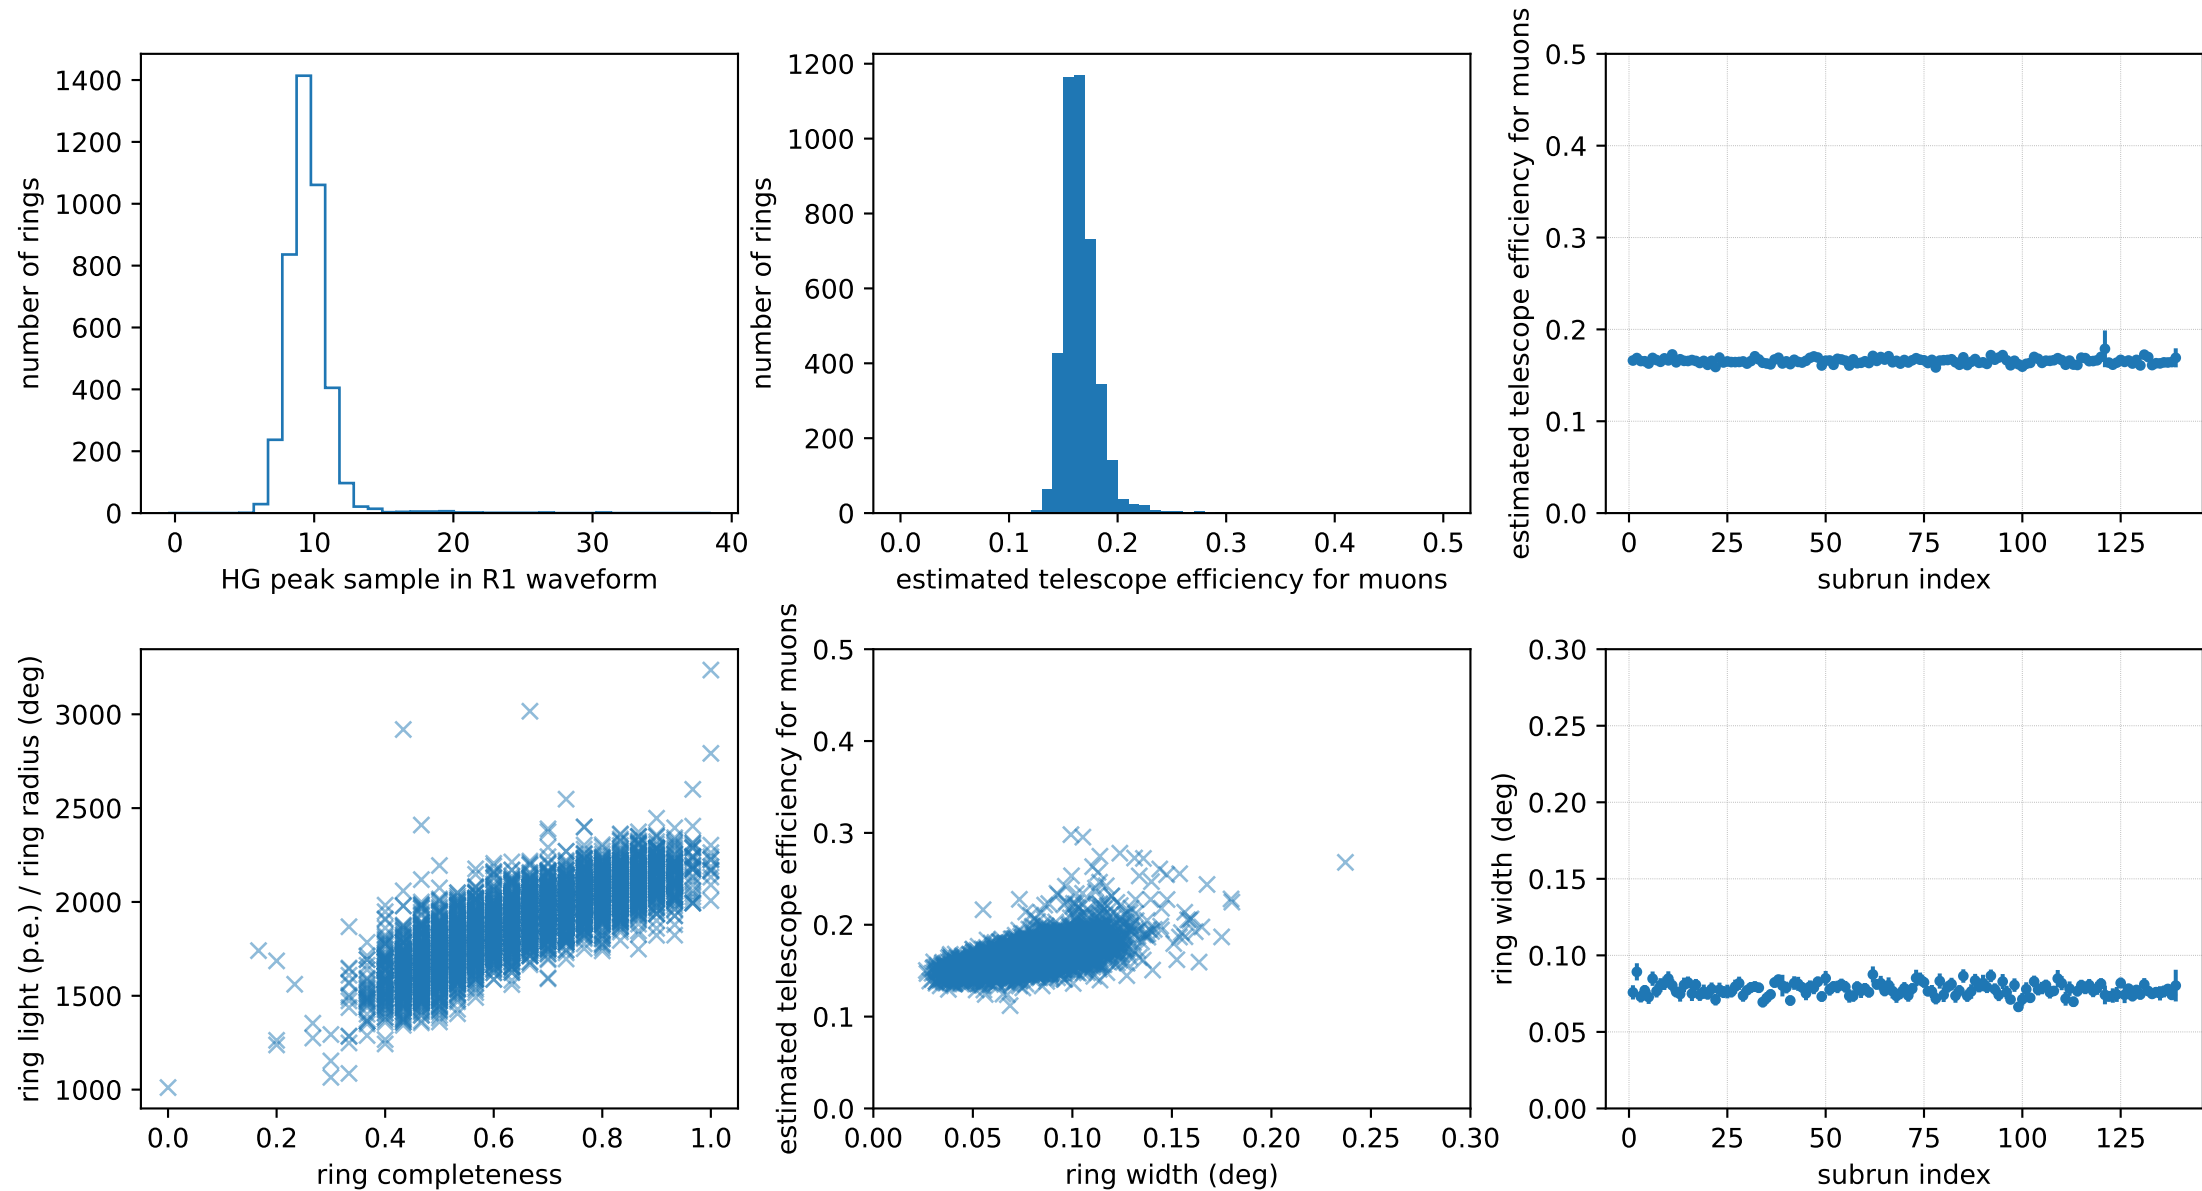 number of rings
1400
1200
1000
800
600
400
200
0
0 10 20 30 40
HG peak sample in R1 waveform
number of rings
1200
1000
800
600
400
200
0
0.0 0.1 0.2 0.3 0.4 0.5
estimated telescope efficiency for muons
estimated telescope efficiency for muons
0.5
0.4
0.3
0.2
0.1
0.0
0 25 50 75 100 125
subrun index
ring light (p.e.) / ring radius (deg)
3000
2500
2000
1500
1000
0.0 0.2 0.4 0.6 0.8 1.0
ring completeness
estimated telescope efficiency for muons
0.5
0.4
0.3
0.2
0.1
0.0
0.00 0.05 0.10 0.15 0.20 0.25 0.30
ring width (deg)
ring width (deg)
0.30
0.25
0.20
0.15
0.10
0.05
0.00
0 25 50 75 100 125
subrun index